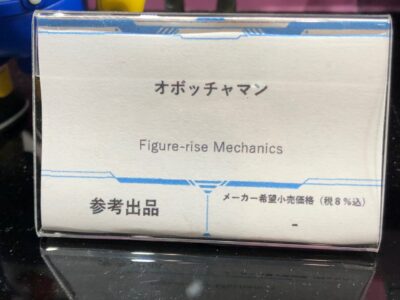 オボッチャマン
Figure-rise Mechanics
参考出品
メーカー希望小売価格（税８％込）
-